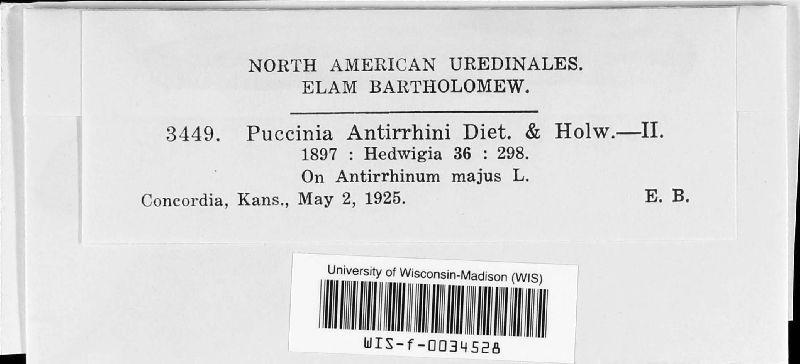 NORTH AMERICAN UREDINALES.
ELAM BARTHOLOMEW.
3449. Puccinia Antirrhini Diet. & Holw.—II.
1897 : Hedwigia 36 : 298.
On Antirrhinum majus L.
Concordia, Kans., May 2, 1925. E. B.
University of Wisconsin-Madison (WIS)
WIS-f-0034528